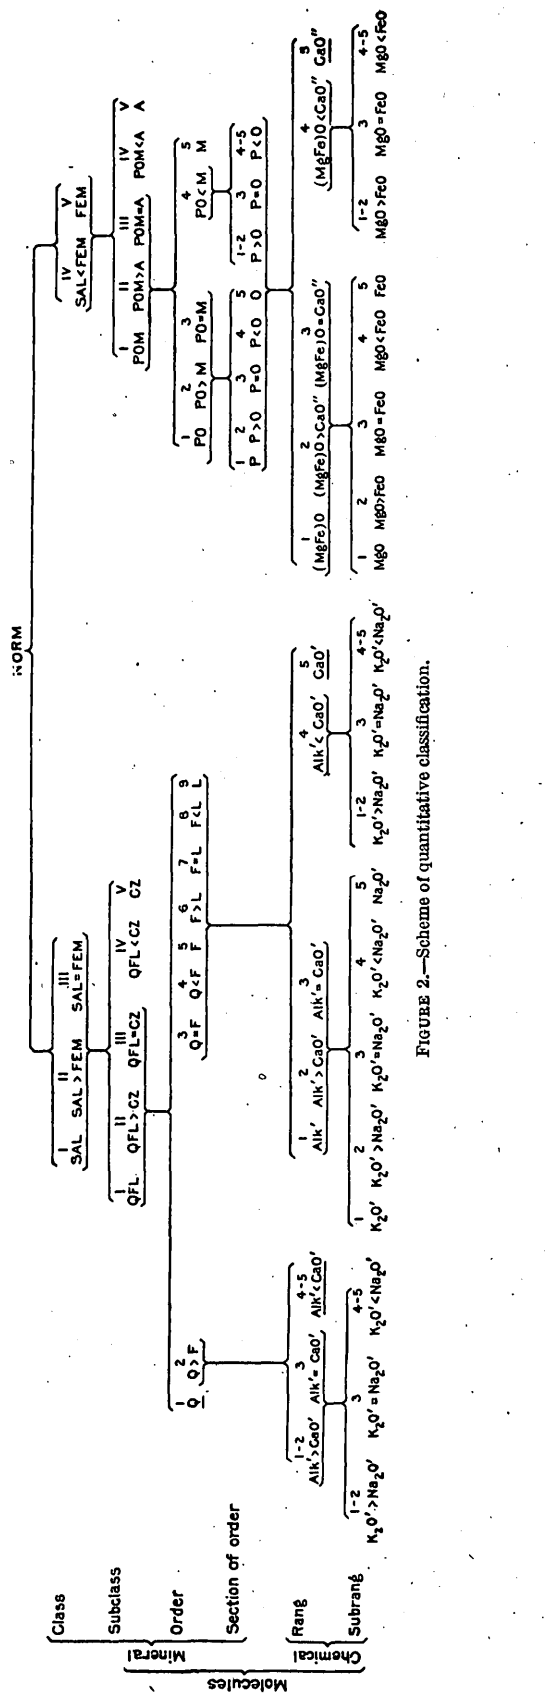 NORM
Class
I II III
SAL SAL > FEM SAL = FEM
IV V
SAL < FEM FEM
Subclass
I II III IV V
QFL QFL > CZ QFL = CZ QFL < CZ CZ
I II III IV V
POM POM > A POM = A POM < A A
Order
1 2
Q Q > F
3 4 5 6 7 8 9
Q = F Q < F F F > L F = L F < L L
1 2 3 4 5
PO PO > M PO = M PO < M M
Section of order
1 2 3 4 5
P P > O P = O P < O O
1-2 3 4-5
P > O P = O P < O
Rang
1-2 3 4-5
Alk' > CaO' Alk' = CaO' Alk' < CaO'
1 2 3 4 5
Alk' Alk' > CaO' Alk' = CaO' Alk' < CaO' CaO'
1 2 3 4 5
(MgFe)O (MgFe)O > CaO" (MgFe)O = CaO" (MgFe)O < CaO" CaO"
Subrang
1-2 3 4-5
K₂O' > Na₂O' K₂O' = Na₂O' K₂O' < Na₂O'
1 2 3 4 5
K₂O' K₂O' > Na₂O' K₂O' = Na₂O' K₂O' < Na₂O' Na₂O'
1-2 3 4-5
K₂O' > Na₂O' K₂O' = Na₂O' K₂O' < Na₂O'
1 2 3 4 5
MgO MgO > FeO MgO = FeO MgO < FeO FeO
1-2 3 4-5
MgO > FeO MgO = FeO MgO < FeO
Mineral
Chemical
Molecules
FIGURE 2.—Scheme of quantitative classification.